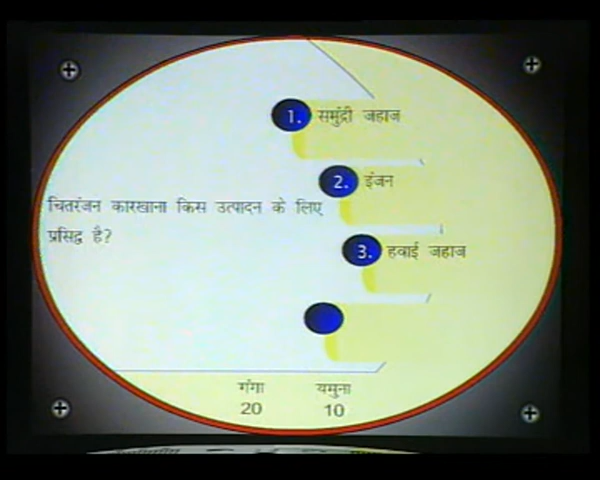 1. समुंद्री जहाज
2. इंजन
चितरंजन कारखाना किस उत्पादन के लिए
प्रसिद्ध है?
3. हवाई जहाज
गंगा यमुना
20 10